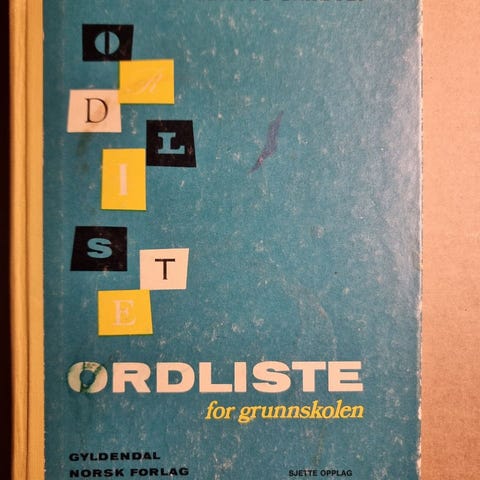 O
R
D
L
I
S
T
E
ORDLISTE
for grunnskolen
GYLDENDAL
NORSK FORLAG
SJETTE OPPLAG